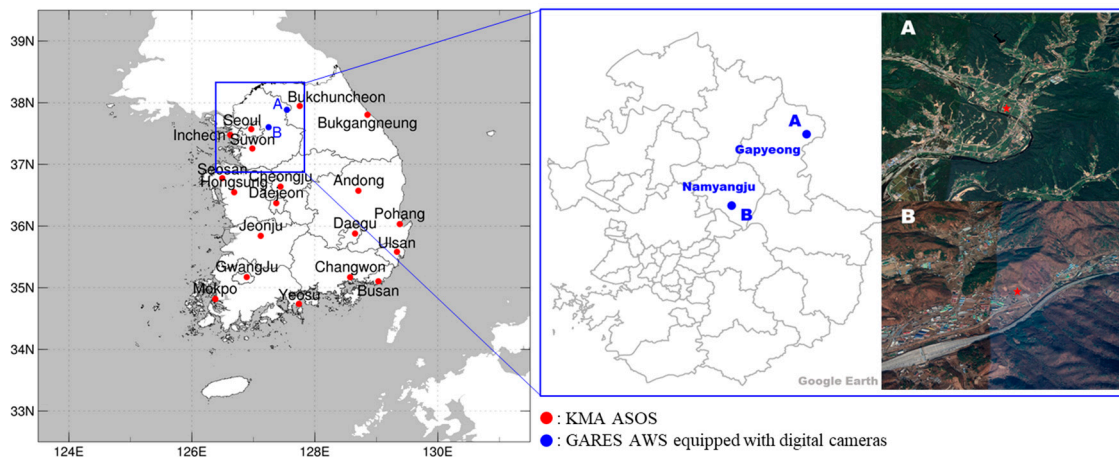 39N
38N
37N
36N
35N
34N
33N
124E
126E
128E
130E
A
Bukchuncheon
Seoul
B
Bukgangneung
Incheon
Suwon
Seosan
Cheongju
Hongsung
Daejeon
Andong
Pohang
Jeonju
Daegu
Ulsan
GwangJu
Changwon
Mokpo
Yeosu
Busan
A
Gapyeong
Namyangju
B
Google Earth
A
B
: KMA ASOS
: GARES AWS equipped with digital cameras